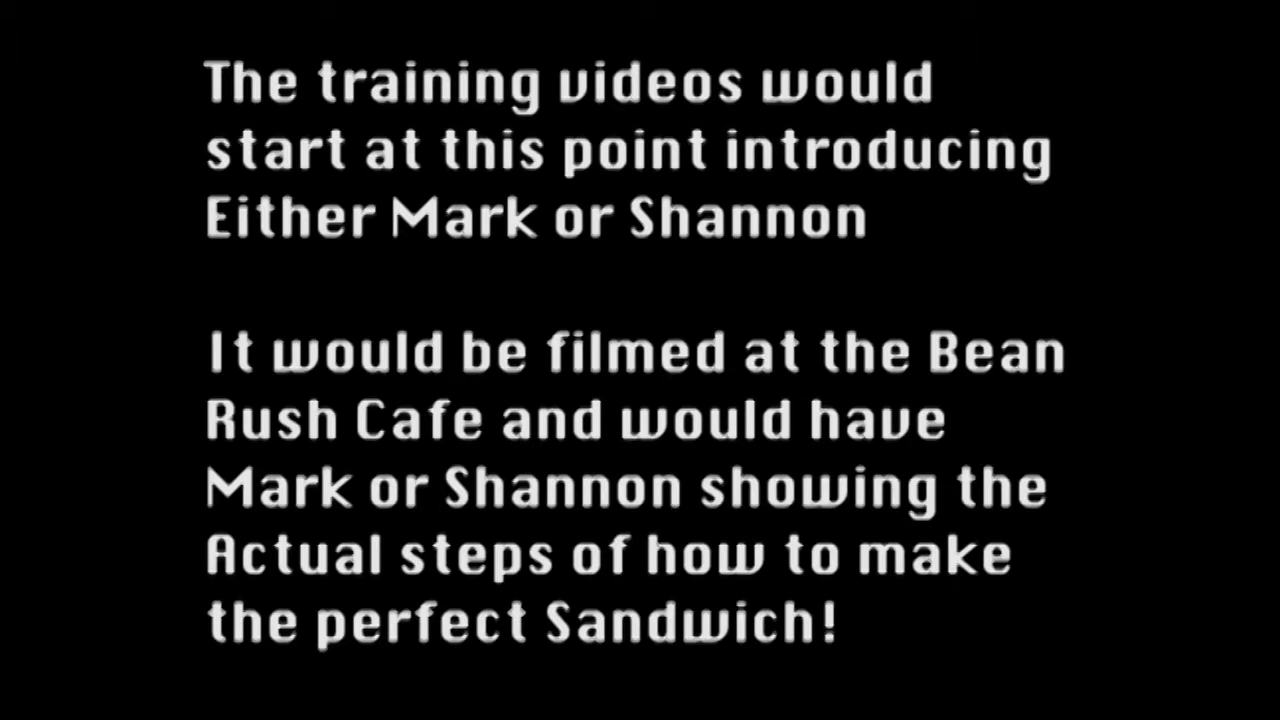 The training videos would
start at this point introducing
Either Mark or Shannon
It would be filmed at the Bean
Rush Cafe and would have
Mark or Shannon showing the
Actual steps of how to make
the perfect Sandwich!